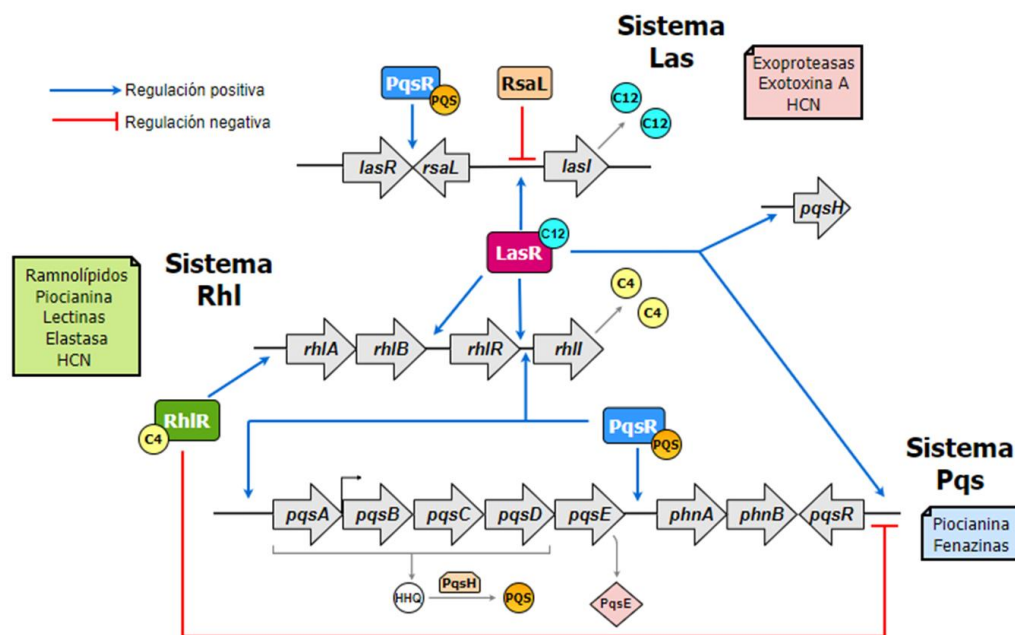 Sistema
Las
Exoproteasas
Exotoxina A
HCN
Regulación positiva
Regulación negativa
PqsR
PQS
RsaL
C12
C12
lasR
rsaL
lasI
pqsH
LasR
C12
Sistema
Rhl
Ramnolípidos
Piocianina
Lectinas
Elastasa
HCN
C4
C4
rhlA
rhlB
rhlR
rhlI
RhlR
C4
PqsR
PQS
Sistema
Pqs
pqsA
pqsB
pqsC
pqsD
pqsE
phnA
phnB
pqsR
Piocianina
Fenazinas
HHQ
PqsH
PQS
PqsE